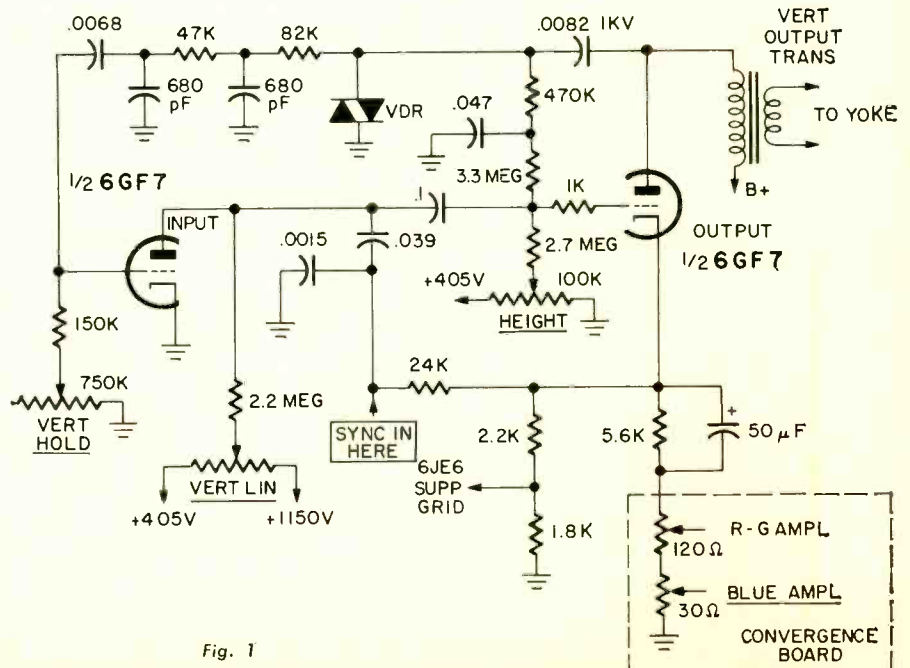 .0068
47K
82K
.0082 1KV
VERT
OUTPUT
TRANS
680
pF
680
pF
VDR
.047
470K
TO YOKE
3.3 MEG
B+
1/2 6GF7
INPUT
.1
1K
OUTPUT
1/2 6GF7
.0015
.039
2.7 MEG
+405V
100K
HEIGHT
150K
750K
VERT
HOLD
2.2 MEG
24K
SYNC IN
HERE
VERT LIN
+405V
+1150V
2.2K
5.6K
+
50 µF
6JE6
SUPP
GRID
1.8K
R-G AMPL
120Ω
BLUE AMPL
30Ω
CONVERGENCE
BOARD
Fig. 1